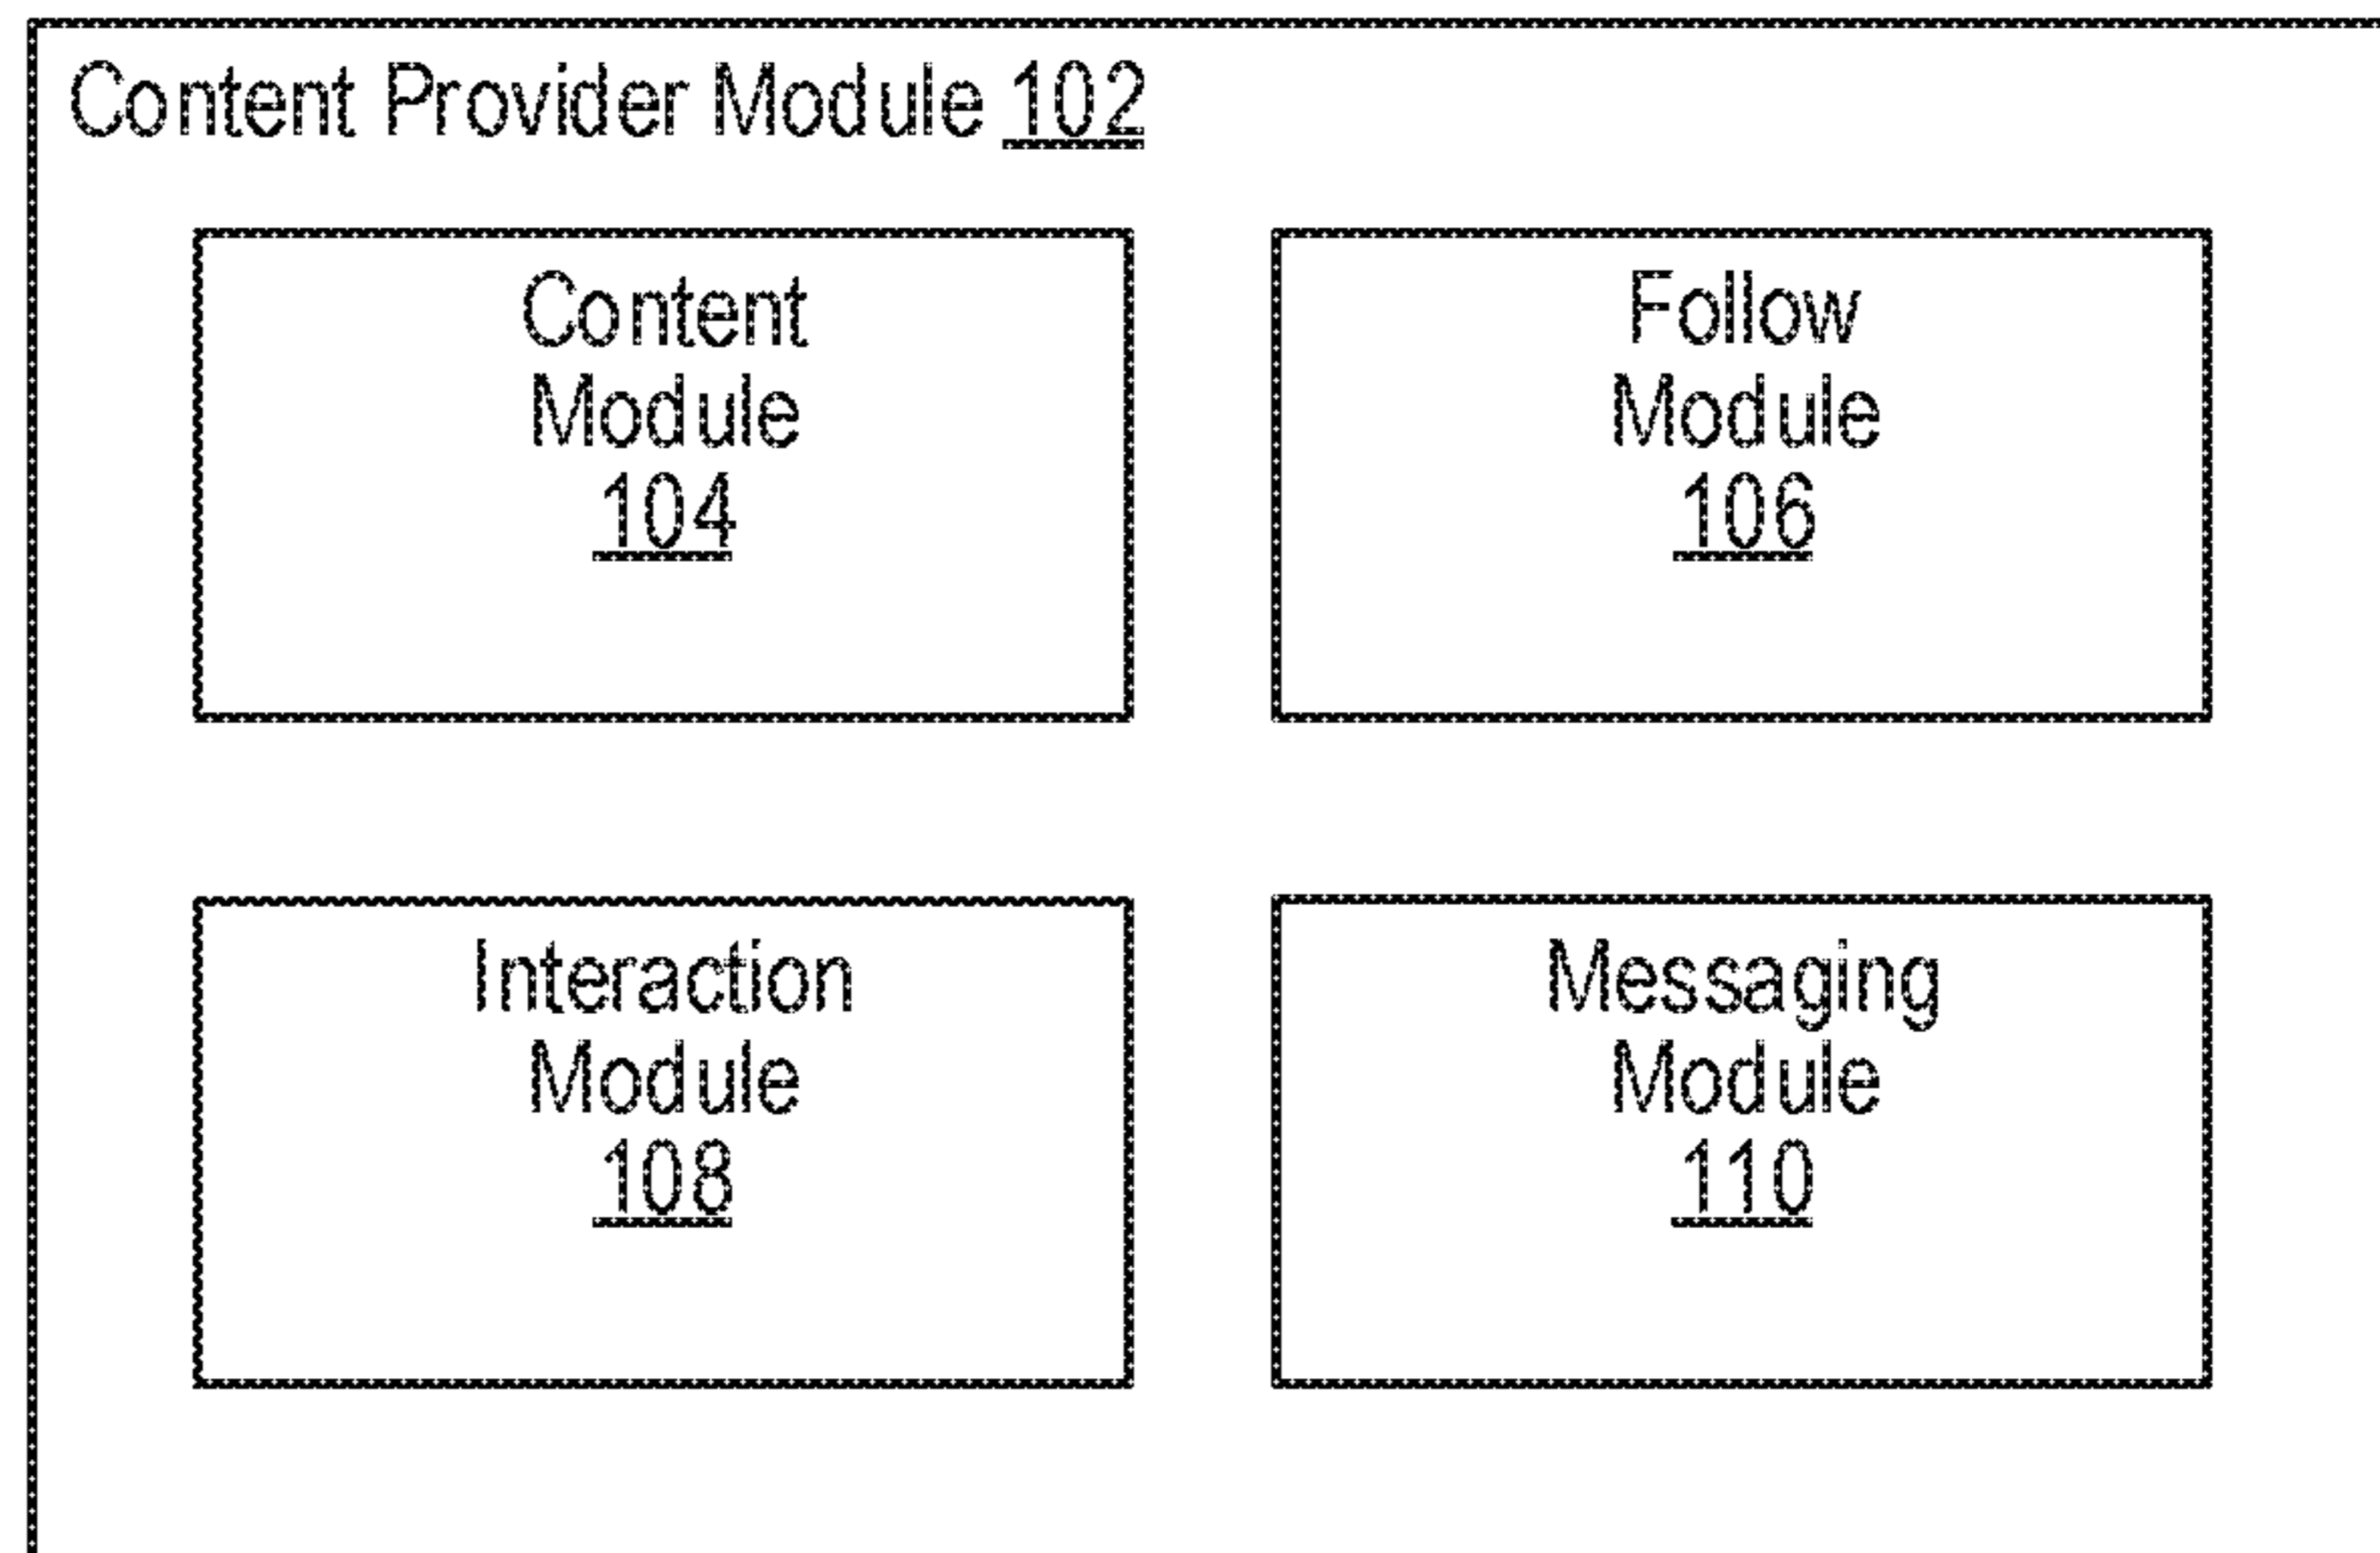 Content Provider Module 102
Content
Module
104
Follow
Module
106
Interaction
Module
108
Messaging
Module
110